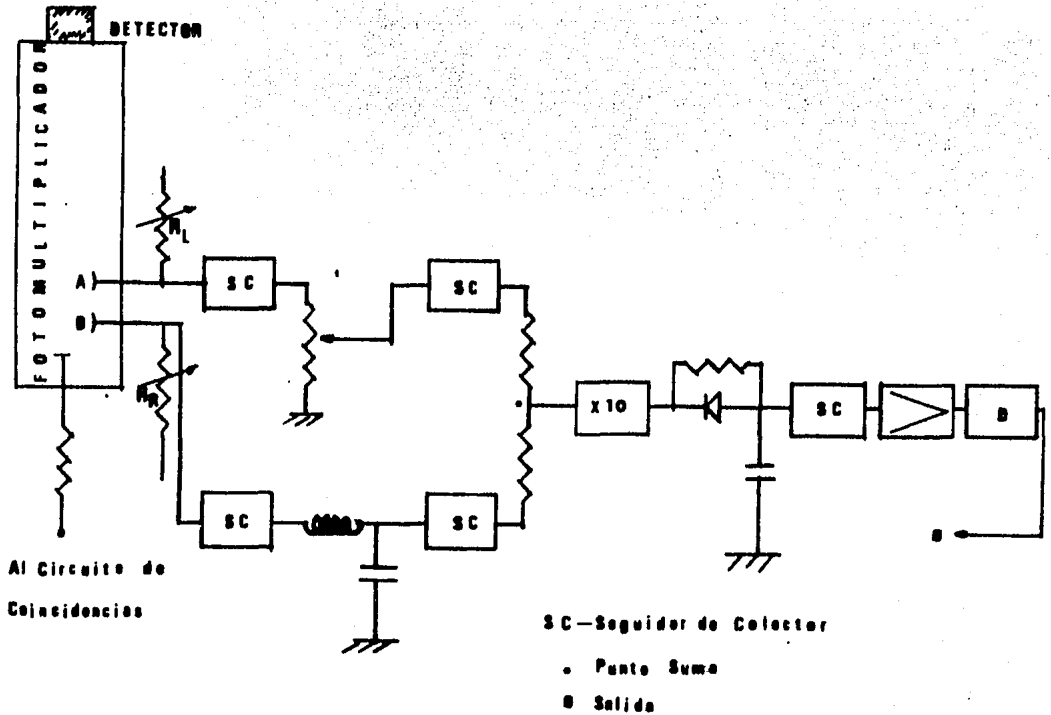 DETECTOR
FOTOMULTIPLICADOR
R_L
A)
SC
SC
B)
R_R
X10
SC
B
SC
SC
Al Circuito de
Coincidencias
SC—Seguidor de Colector
• Punto Suma
Salida